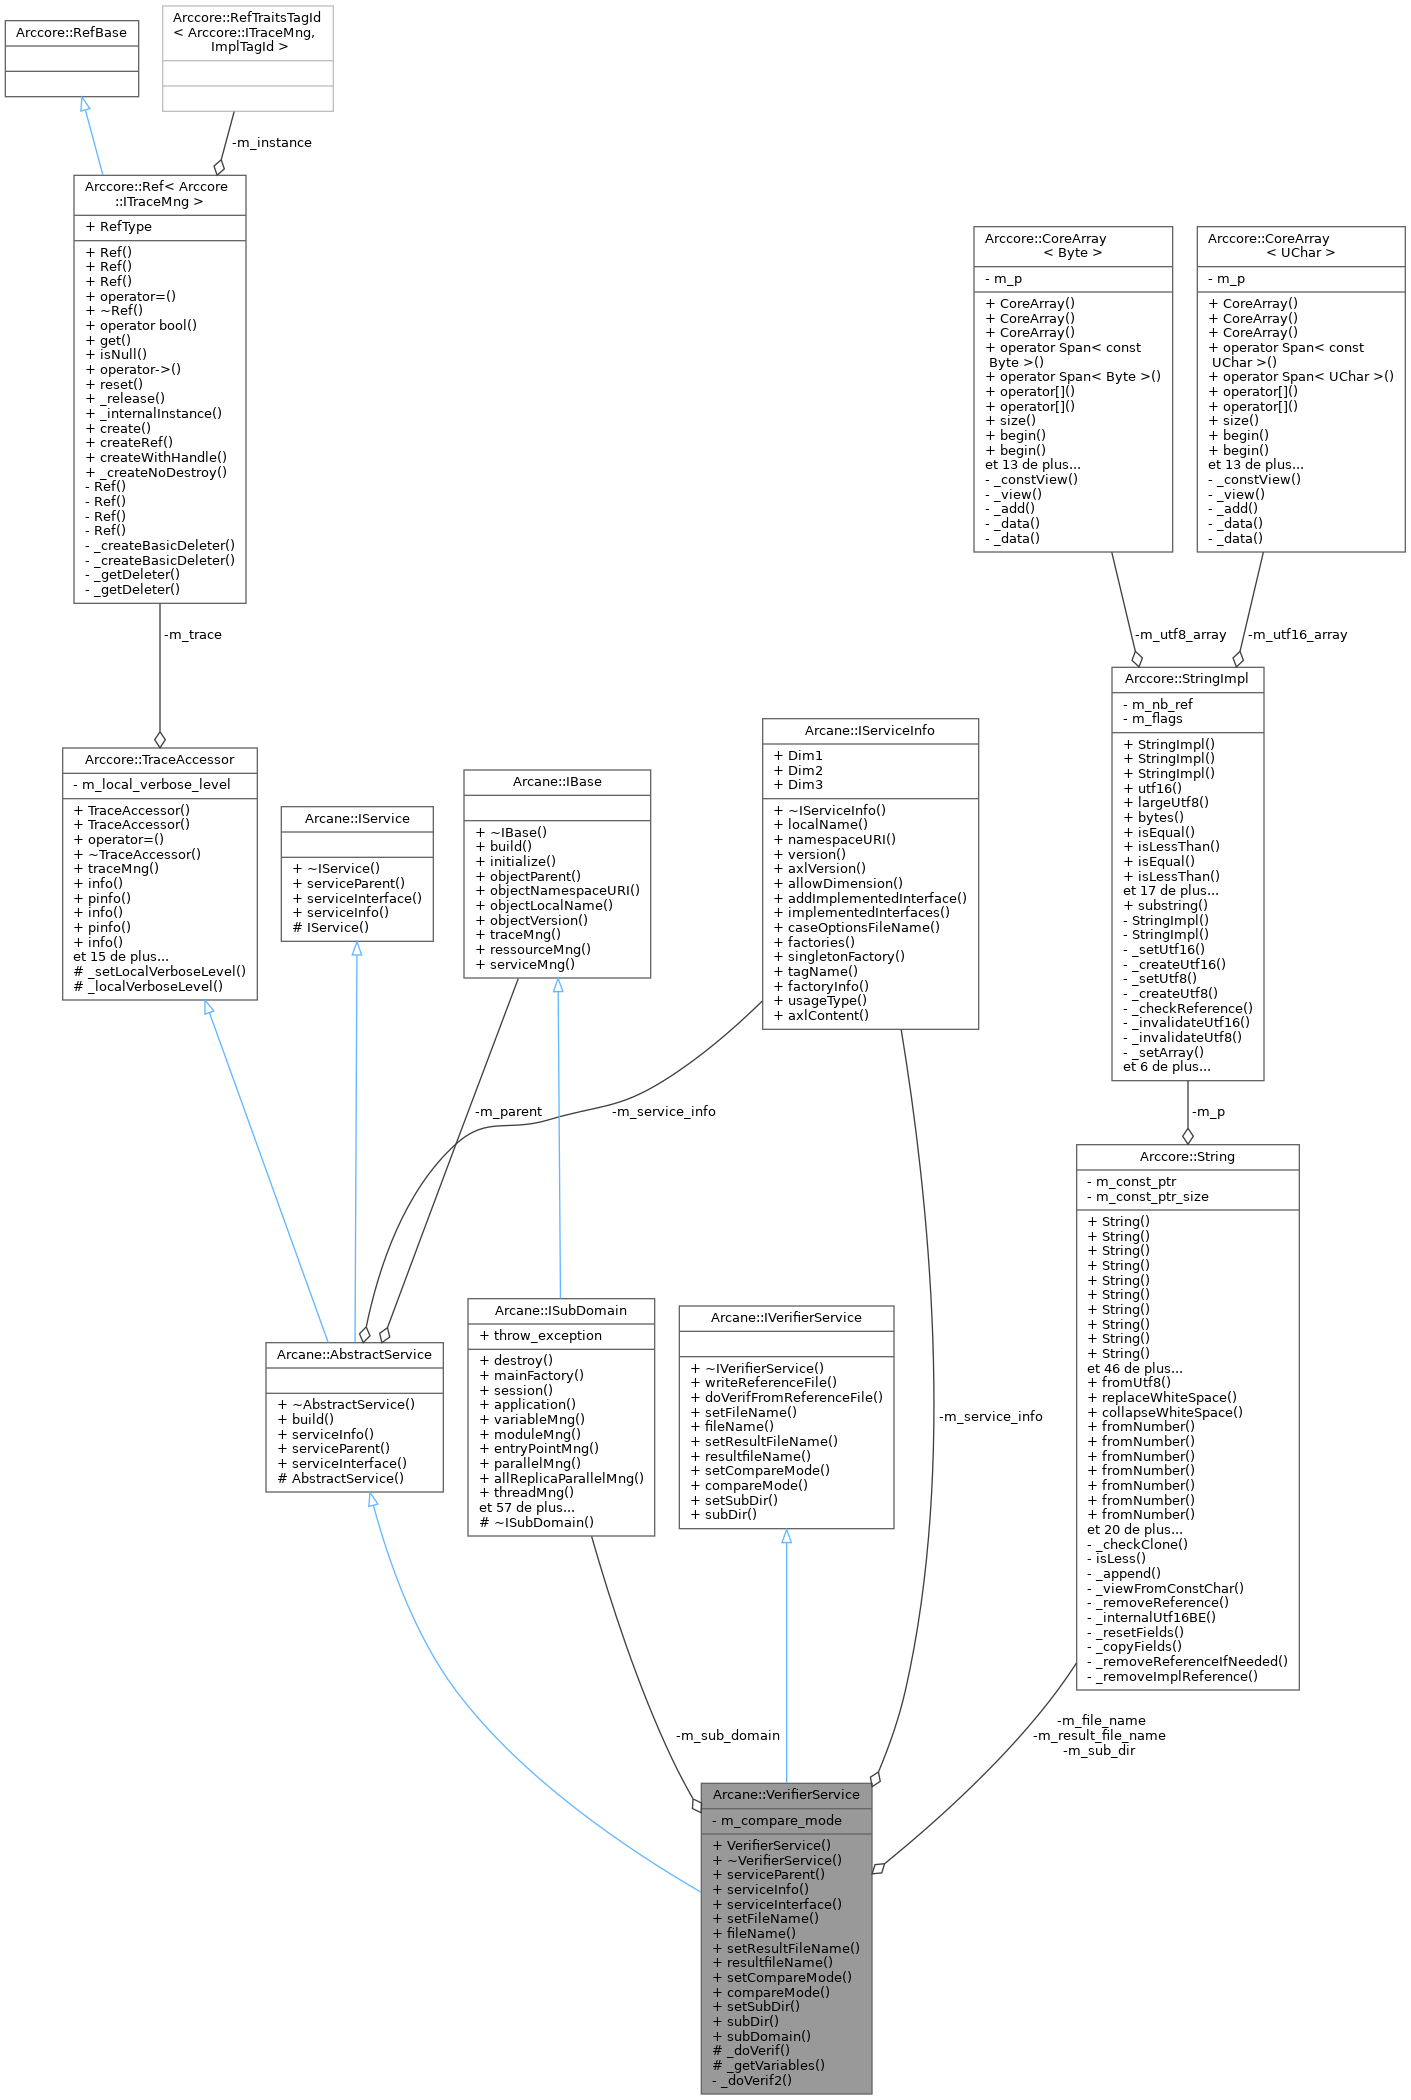 Arccore::RefBase
Arccore::RefTraitsTagId
< Arccore::ITraceMng,
ImplTagId >
-m_instance
Arccore::Ref< Arccore
::ITraceMng >
+ RefType
+ Ref()
+ Ref()
+ Ref()
+ operator=()
+ ~Ref()
+ operator bool()
+ get()
+ isNull()
+ operator->()
+ reset()
+ _release()
+ _internalInstance()
+ create()
+ createRef()
+ createWithHandle()
+ _createNoDestroy()
- Ref()
- Ref()
- Ref()
- Ref()
- _createBasicDeleter()
- _createBasicDeleter()
- _getDeleter()
- _getDeleter()
-m_trace
Arccore::CoreArray
< Byte >
- m_p
+ CoreArray()
+ CoreArray()
+ CoreArray()
+ operator Span< const
Byte >()
+ operator Span< Byte >()
+ operator[]()
+ operator[]()
+ size()
+ begin()
+ begin()
et 13 de plus...
- _constView()
- _view()
- _add()
- _data()
- _data()
Arccore::CoreArray
< UChar >
- m_p
+ CoreArray()
+ CoreArray()
+ CoreArray()
+ operator Span< const
UChar >()
+ operator Span< UChar >()
+ operator[]()
+ operator[]()
+ size()
+ begin()
+ begin()
et 13 de plus...
- _constView()
- _view()
- _add()
- _data()
- _data()
-m_utf8_array
-m_utf16_array
Arccore::TraceAccessor
- m_local_verbose_level
+ TraceAccessor()
+ TraceAccessor()
+ operator=()
+ ~TraceAccessor()
+ traceMng()
+ info()
+ pinfo()
+ info()
+ pinfo()
+ info()
et 15 de plus...
# _setLocalVerboseLevel()
# _localVerboseLevel()
Arcane::IService
+ ~IService()
+ serviceParent()
+ serviceInterface()
+ serviceInfo()
# IService()
Arcane::IBase
+ ~IBase()
+ build()
+ initialize()
+ objectParent()
+ objectNamespaceURI()
+ objectLocalName()
+ objectVersion()
+ traceMng()
+ ressourceMng()
+ serviceMng()
Arcane::IServiceInfo
+ Dim1
+ Dim2
+ Dim3
+ ~IServiceInfo()
+ localName()
+ namespaceURI()
+ version()
+ axlVersion()
+ allowDimension()
+ addImplementedInterface()
+ implementedInterfaces()
+ caseOptionsFileName()
+ factories()
+ singletonFactory()
+ tagName()
+ factoryInfo()
+ usageType()
+ axlContent()
Arccore::StringImpl
- m_nb_ref
- m_flags
+ StringImpl()
+ StringImpl()
+ StringImpl()
+ utf16()
+ largeUtf8()
+ bytes()
+ isEqual()
+ isLessThan()
+ isEqual()
+ isLessThan()
et 17 de plus...
+ substring()
- StringImpl()
- StringImpl()
- _setUtf16()
- _createUtf16()
- _setUtf8()
- _createUtf8()
- _checkReference()
- _invalidateUtf16()
- _invalidateUtf8()
- _setArray()
et 6 de plus...
-m_parent
-m_service_info
-m_p
Arccore::String
- m_const_ptr
- m_const_ptr_size
+ String()
+ String()
+ String()
+ String()
+ String()
+ String()
+ String()
+ String()
+ String()
+ String()
et 46 de plus...
+ fromUtf8()
+ replaceWhiteSpace()
+ collapseWhiteSpace()
+ fromNumber()
+ fromNumber()
+ fromNumber()
+ fromNumber()
+ fromNumber()
+ fromNumber()
+ fromNumber()
et 20 de plus...
- _checkClone()
- isLess()
- _append()
- _viewFromConstChar()
- _removeReference()
- _internalUtf16BE()
- _resetFields()
- _copyFields()
- _removeReferenceIfNeeded()
- _removeImplReference()
Arcane::AbstractService
+ ~AbstractService()
+ build()
+ serviceInfo()
+ serviceParent()
+ serviceInterface()
# AbstractService()
Arcane::ISubDomain
+ throw_exception
+ destroy()
+ mainFactory()
+ session()
+ application()
+ variableMng()
+ moduleMng()
+ entryPointMng()
+ parallelMng()
+ allReplicaParallelMng()
+ threadMng()
et 57 de plus...
# ~ISubDomain()
Arcane::IVerifierService
+ ~IVerifierService()
+ writeReferenceFile()
+ doVerifFromReferenceFile()
+ setFileName()
+ fileName()
+ setResultFileName()
+ resultfileName()
+ setCompareMode()
+ compareMode()
+ setSubDir()
+ subDir()
-m_service_info
-m_sub_domain
-m_file_name
-m_result_file_name
-m_sub_dir
Arcane::VerifierService
- m_compare_mode
+ VerifierService()
+ ~VerifierService()
+ serviceParent()
+ serviceInfo()
+ serviceInterface()
+ setFileName()
+ fileName()
+ setResultFileName()
+ resultfileName()
+ setCompareMode()
+ compareMode()
+ setSubDir()
+ subDir()
+ subDomain()
# _doVerif()
# _getVariables()
- _doVerif2()